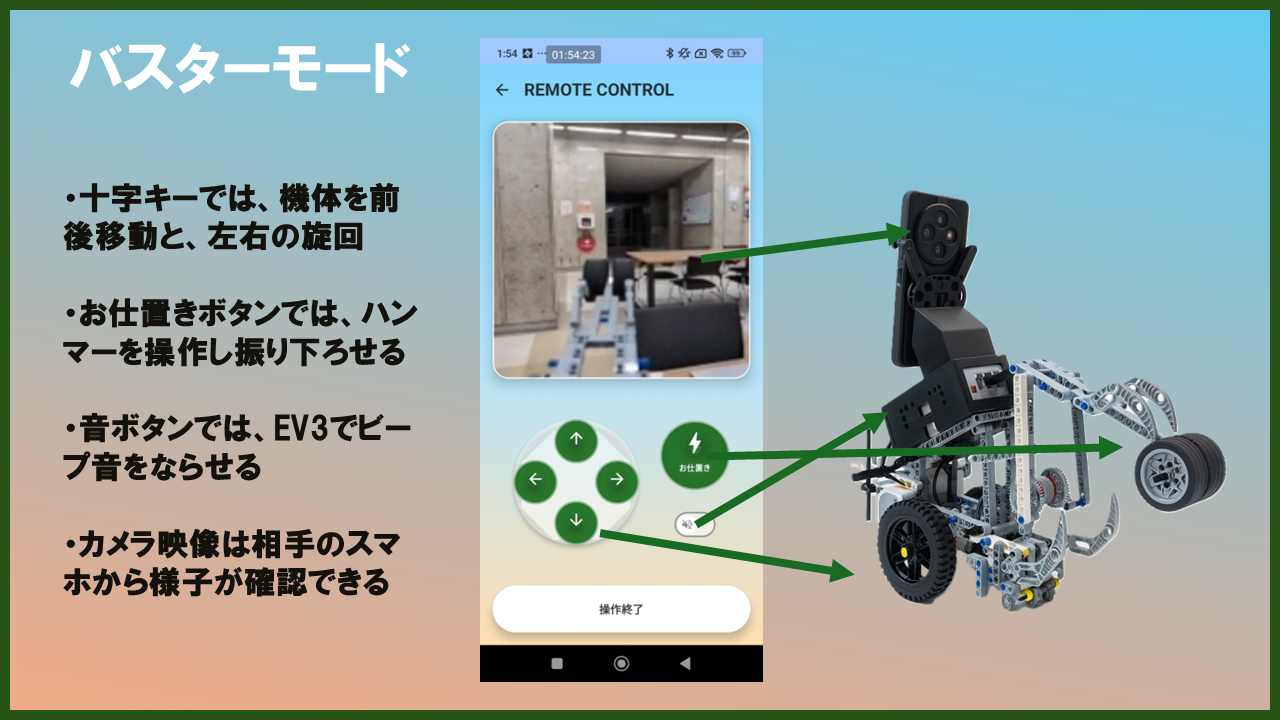 バスターモード
・十字キーでは、機体を前
後移動と、左右の旋回
・お仕置きボタンでは、ハン
マーを操作し振り下ろせる
・音ボタンでは、EV3でビー
プ音をならせる
・カメラ映像は相手のスマ
ホから様子が確認できる
1:54
01:54:23
99
REMOTE CONTROL
お仕置き
操作終了